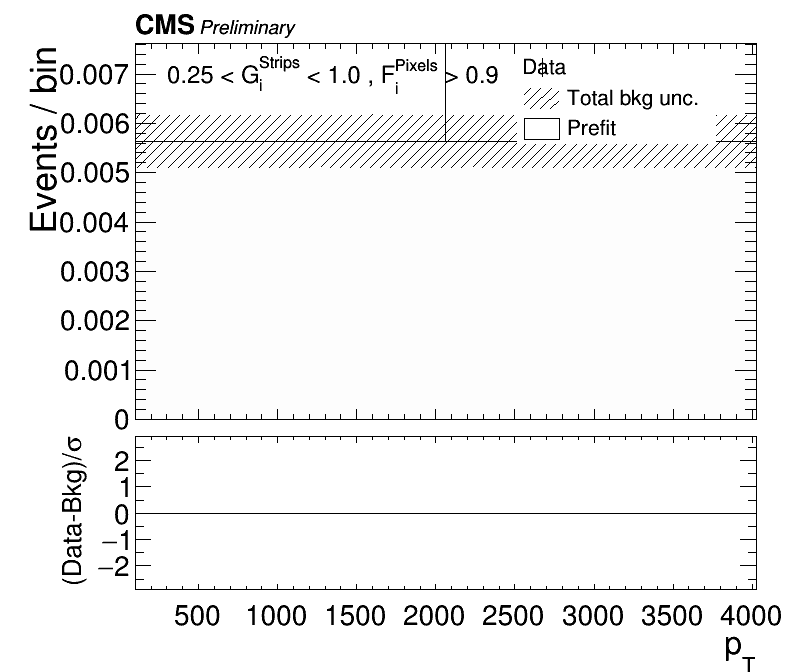 CMS Preliminary
0.25 < G_i^Strips < 1.0 , F_i^Pixels > 0.9
Data
Total bkg unc.
Prefit
Events / bin
0.007
0.006
0.005
0.004
0.003
0.002
0.001
0
(Data-Bkg)/σ
2
1
0
−1
−2
500 1000 1500 2000 2500 3000 3500 4000
p_T